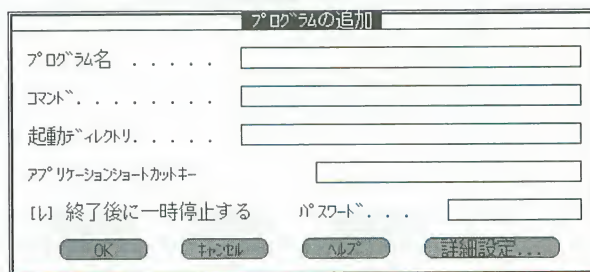 ﾌﾟﾛｸﾞﾗﾑの追加
ﾌﾟﾛｸﾞﾗﾑ名 . . . . . .
ｺﾏﾝﾄﾞ. . . . . . . .
起動ﾃﾞｨﾚｸﾄﾘ. . . . .
ｱﾌﾟﾘｹｰｼｮﾝｼｮｰﾄｶｯﾄｷｰ
[ﾚ] 終了後に一時停止する ﾊﾟｽﾜｰﾄﾞ. . .
OK ｷｬﾝｾﾙ ﾍﾙﾌﾟ 詳細設定...